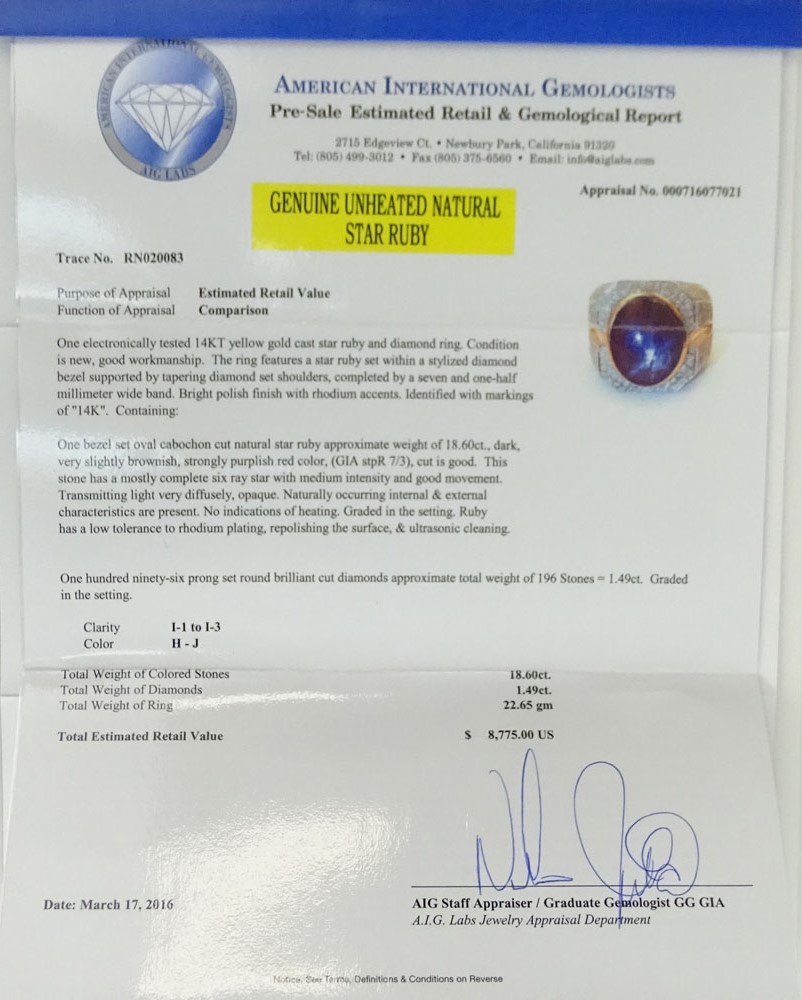 AMERICAN INTERNATIONAL GEMOLOGISTS
AIG LABS
AMERICAN INTERNATIONAL GEMOLOGISTS
Pre-Sale Estimated Retail & Gemological Report
2715 Edgeview Ct. • Newbury Park, California 91320
Tel: (805) 499-3012 • Fax (805) 375-6560 • Email: info@aiglabs.com
Appraisal No. 000716077021
GENUINE UNHEATED NATURAL
STAR RUBY
Trace No. RN020083
Purpose of Appraisal Estimated Retail Value
Function of Appraisal Comparison
One electronically tested 14KT yellow gold cast star ruby and diamond ring. Condition
is new, good workmanship. The ring features a star ruby set within a stylized diamond
bezel supported by tapering diamond set shoulders, completed by a seven and one-half
millimeter wide band. Bright polish finish with rhodium accents. Identified with markings
of "14K". Containing:
One bezel set oval cabochon cut natural star ruby approximate weight of 18.60ct., dark,
very slightly brownish, strongly purplish red color, (GIA stpR 7/3), cut is good. This
stone has a mostly complete six ray star with medium intensity and good movement.
Transmitting light very diffusely, opaque. Naturally occurring internal & external
characteristics are present. No indications of heating. Graded in the setting. Ruby
has a low tolerance to rhodium plating, repolishing the surface, & ultrasonic cleaning.
One hundred ninety-six prong set round brilliant cut diamonds approximate total weight of 196 Stones = 1.49ct. Graded
in the setting.
Clarity I-1 to I-3
Color H - J
Total Weight of Colored Stones 18.60ct.
Total Weight of Diamonds 1.49ct.
Total Weight of Ring 22.65 gm
Total Estimated Retail Value $ 8,775.00 US
Date: March 17, 2016
AIG Staff Appraiser / Graduate Gemologist GG GIA
A.I.G. Labs Jewelry Appraisal Department
Notice: See Terms, Definitions & Conditions on Reverse